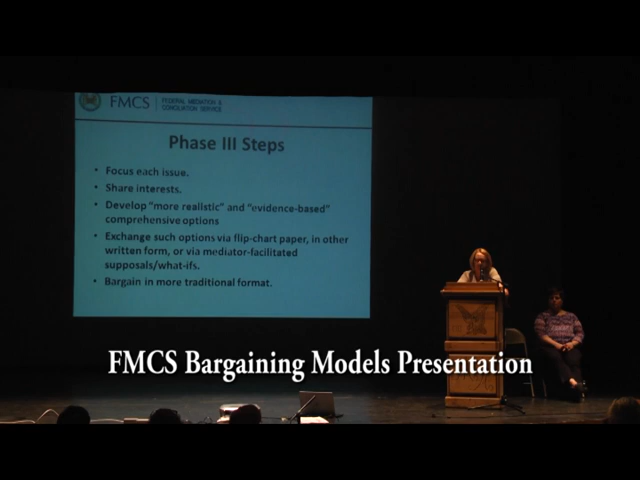 FMCS
FEDERAL MEDIATION &
CONCILIATION SERVICE
Phase III Steps
• Focus each issue.
• Share interests.
• Develop "more realistic" and "evidence-based"
comprehensive options
• Exchange such options via flip-chart paper, in other
written form, or via mediator-facilitated
supposals/what-ifs.
• Bargain in more traditional format.
FMCS Bargaining Models Presentation